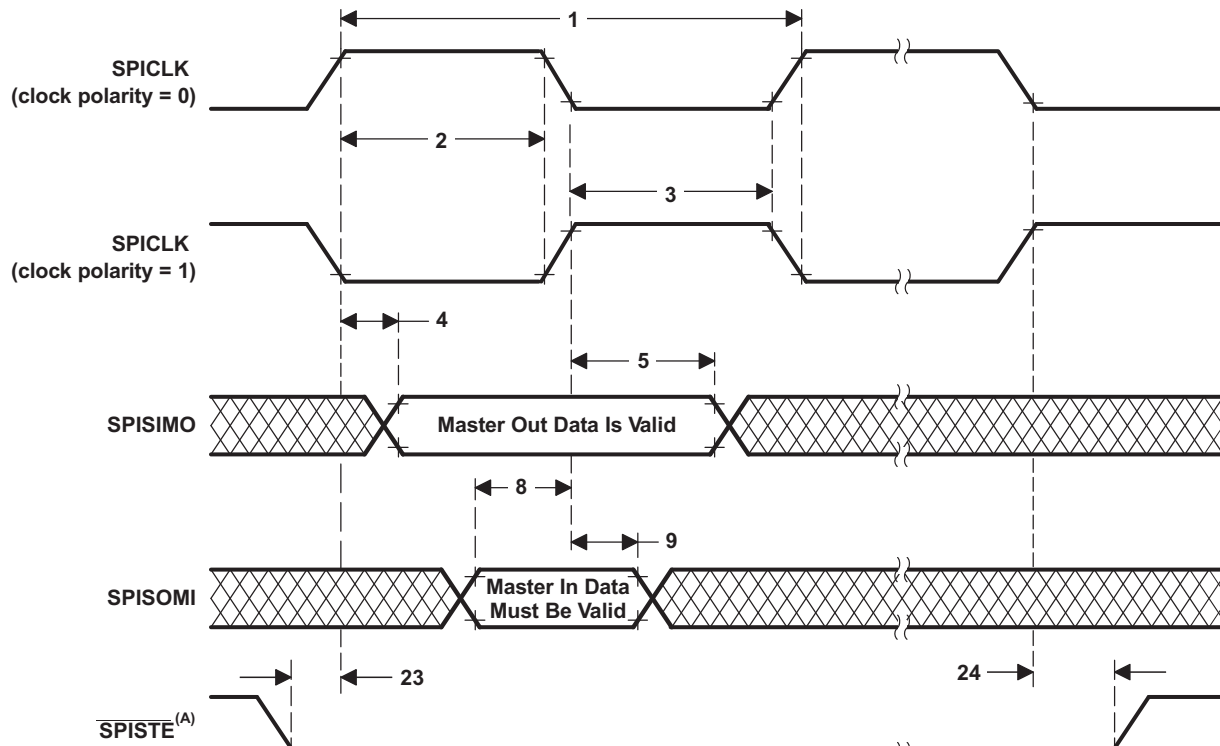 1
SPICLK
(clock polarity = 0)
2
3
SPICLK
(clock polarity = 1)
4
5
SPISIMO
Master Out Data Is Valid
8
9
SPISOMI
Master In Data
Must Be Valid
23
24
SPISTE(A)